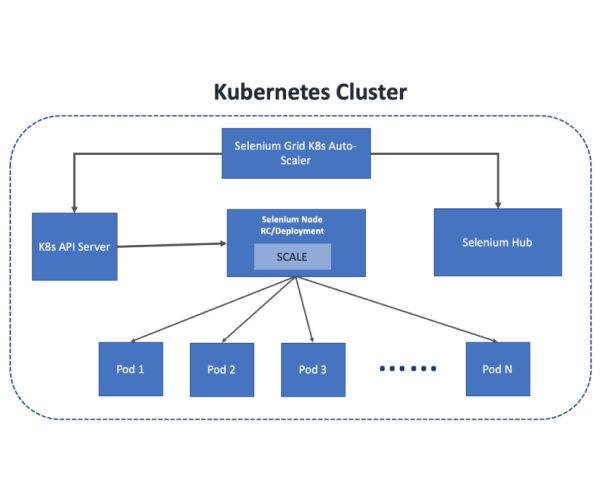 Kubernetes Cluster
Selenium Grid K8s Auto-
Scaler
K8s API Server
Selenium Node
RC/Deployment
SCALE
Selenium Hub
Pod 1
Pod 2
Pod 3
......
Pod N